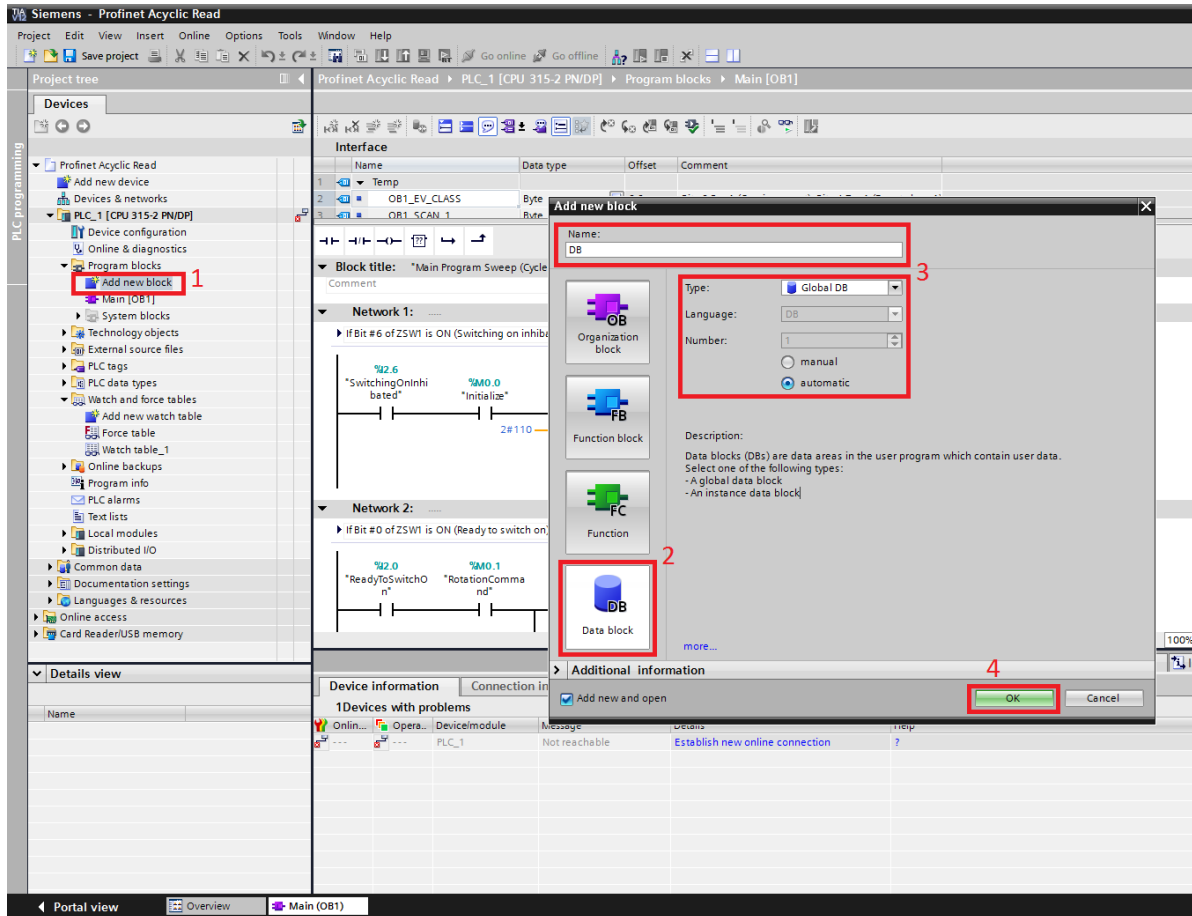 Siemens - Profinet Acyclic Read
Project Edit View Insert Online Options Tools Window Help
Save project Go online Go offline
Project tree
Profinet Acyclic Read PLC_1 [CPU 315-2 PN/DP] Program blocks Main [OB1]
Devices
PLC programming
Profinet Acyclic Read
Add new device
Devices & networks
PLC_1 [CPU 315-2 PN/DP]
Device configuration
Online & diagnostics
Program blocks
Add new block
1
Main [OB1]
System blocks
Technology objects
External source files
PLC tags
PLC data types
Watch and force tables
Add new watch table
Force table
Watch table_1
Online backups
Program info
PLC alarms
Text lists
Local modules
Distributed I/O
Common data
Documentation settings
Languages & resources
Online access
Card Reader/USB memory
Details view
Name
Interface
Name Data type Offset Comment
1 Temp
2 OB1_EV_CLASS Byte
3 OB1_SCAN_1 Byte
Block title: "Main Program Sweep (Cycle
Comment
Network 1: .....
If Bit #6 of ZSW1 is ON (Switching on inhiba
%I2.6
"SwitchingOnInhi
bated"
%M0.0
"Initialize"
2#110
Network 2: .....
If Bit #0 of ZSW1 is ON (Ready to switch on)
%I2.0
"ReadyToSwitchO
n"
%M0.1
"RotationComma
nd"
100%
Add new block
Name:
DB
3
OB
Organization
block
FB
Function block
FC
Function
2
DB
Data block
Type: Global DB
Language: DB
Number: 1
manual
automatic
Description:
Data blocks (DBs) are data areas in the user program which contain user data.
Select one of the following types:
- A global data block
- An instance data block
more...
Additional information
4
Add new and open
OK Cancel
Device information Connection in
1Devices with problems
Onlin... Opera... Device/module Message Details Help
--- --- PLC_1 Not reachable Establish new online connection ?
Portal view Overview Main (OB1)